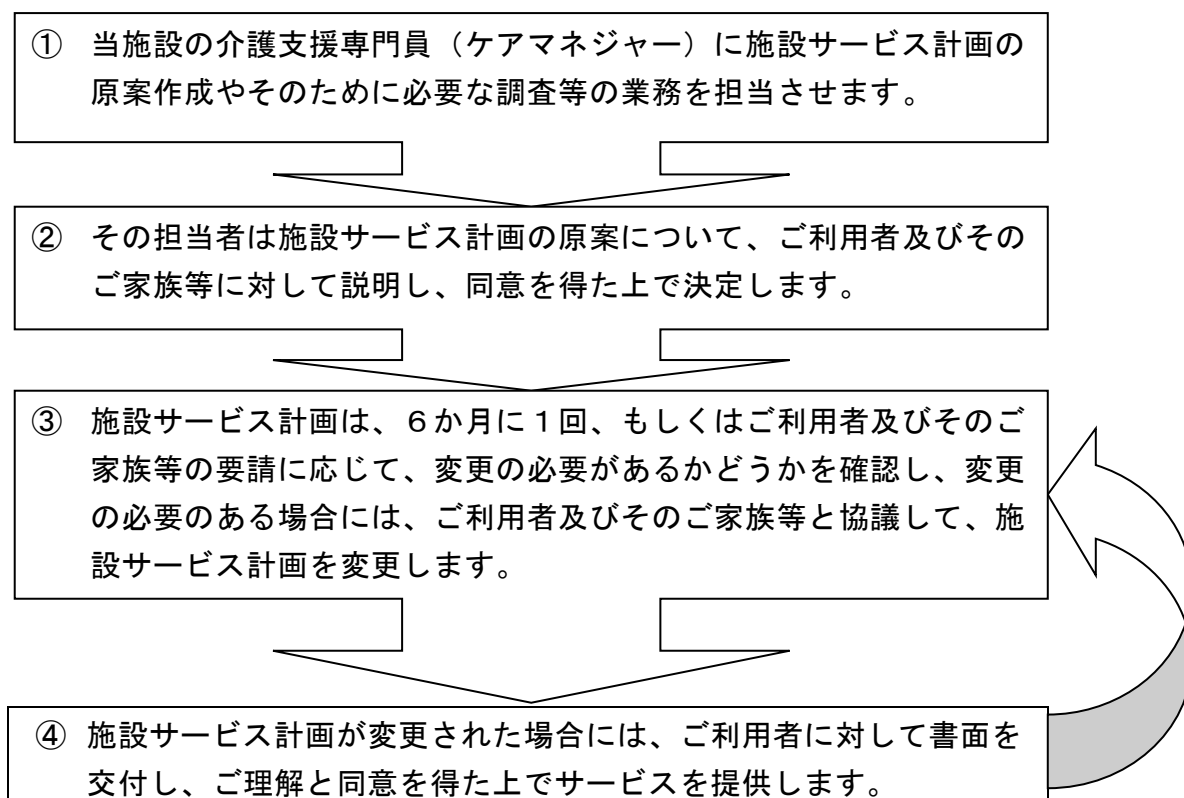 ① 当施設の介護支援専門員（ケアマネジャー）に施設サービス計画の
原案作成やそのために必要な調査等の業務を担当させます。
② その担当者は施設サービス計画の原案について、ご利用者及びその
ご家族等に対して説明し、同意を得た上で決定します。
③ 施設サービス計画は、６か月に１回、もしくはご利用者及びそのご
家族等の要請に応じて、変更の必要があるかどうかを確認し、変更
の必要のある場合には、ご利用者及びそのご家族等と協議して、施
設サービス計画を変更します。
④ 施設サービス計画が変更された場合には、ご利用者に対して書面を
交付し、ご理解と同意を得た上でサービスを提供します。